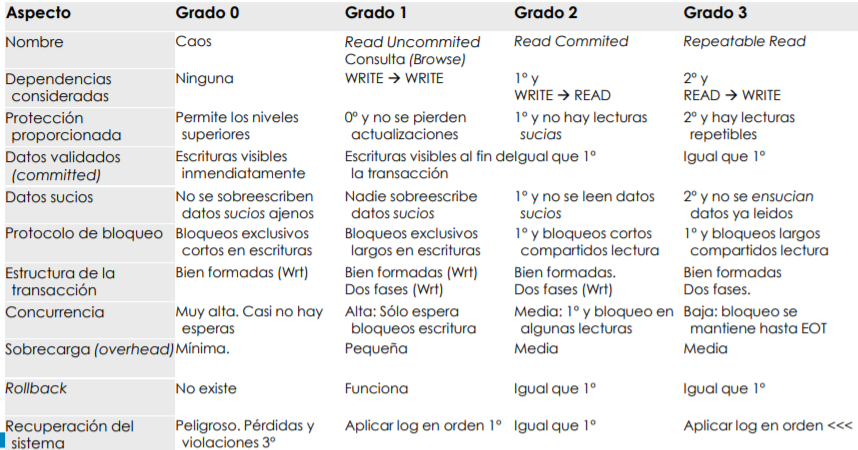 Aspecto Grado 0 Grado 1 Grado 2 Grado 3
Nombre Caos Read Uncommited Read Commited Repeatable Read
Consulta (Browse)
Dependencias Ninguna WRITE → WRITE 1º y 2º y
consideradas WRITE → READ READ → WRITE
Protección Permite los niveles 0º y no se pierden 1º y no hay lecturas 2º y hay lecturas
proporcionada superiores actualizaciones sucias repetibles
Datos validados Escrituras visibles Escrituras visibles al fin de Igual que 1º Igual que 1º
(committed) inmendiatamente la transacción
Datos sucios No se sobreescriben Nadie sobreescribe 1º y no se leen datos 2º y no se ensucian
datos sucios ajenos datos sucios sucios datos ya leidos
Protocolo de bloqueo Bloqueos exclusivos Bloqueos exclusivos 1º y bloqueos cortos 1º y bloqueos largos
cortos en escrituras largos en escrituras compartidos lectura compartidos lectura
Estructura de la Bien formadas (Wrt) Bien formadas (Wrt) Bien formadas. Bien formadas
transacción Dos fases (Wrt) Dos fases (Wrt) Dos fases.
Concurrencia Muy alta. Casi no hay Alta: Sólo espera Media: 1º y bloqueo en Baja: bloqueo se
esperas bloqueos escritura algunas lecturas mantiene hasta EOT
Sobrecarga (overhead) Mínima. Pequeña Media Media
Rollback No existe Funciona Igual que 1º Igual que 1º
Recuperación del Peligroso. Pérdidas y Aplicar log en orden 1º Igual que 1º Aplicar log en orden <<<
sistema violaciones 3º